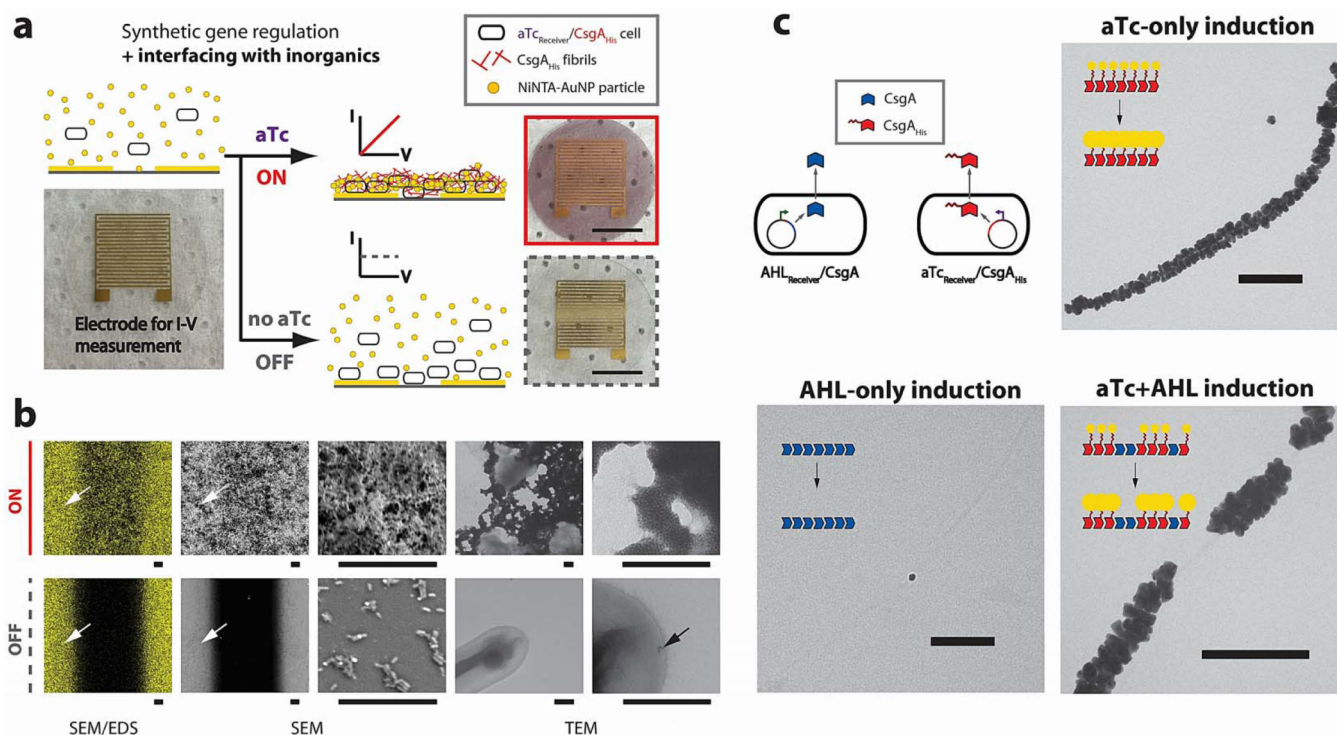 a
Synthetic gene regulation
+ interfacing with inorganics
aTcReceiver/CsgAHis cell
CsgAHis fibrils
NiNTA-AuNP particle
aTc
ON
I
V
I
V
no aTc
OFF
Electrode for I-V
measurement
b
ON
OFF
SEM/EDS
SEM
TEM
c
CsgA
CsgAHis
AHLReceiver/CsgA
aTcReceiver/CsgAHis
aTc-only induction
AHL-only induction
aTc+AHL induction